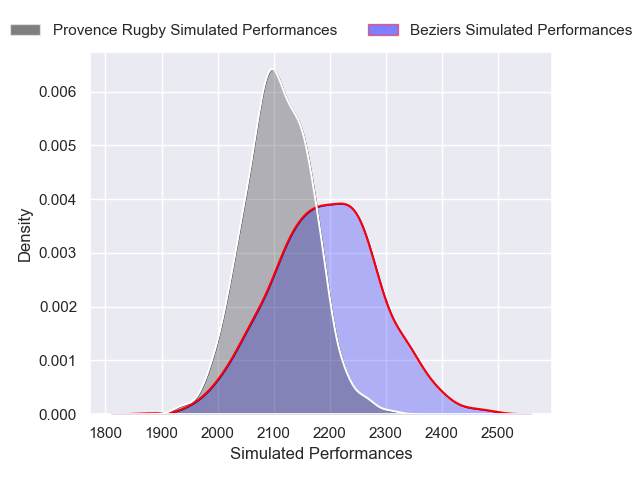 Provence Rugby Simulated Performances
Beziers Simulated Performances
0.006
0.005
0.004
0.003
0.002
0.001
0.000
Density
1800 1900 2000 2100 2200 2300 2400 2500
Simulated Performances